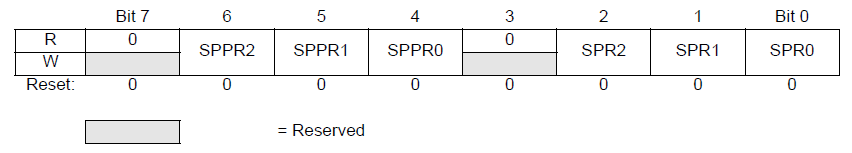 Bit 7 6 5 4 3 2 1 Bit 0
R 0 SPPR2 SPPR1 SPPR0 0 SPR2 SPR1 SPR0
W
Reset: 0 0 0 0 0 0 0 0
= Reserved